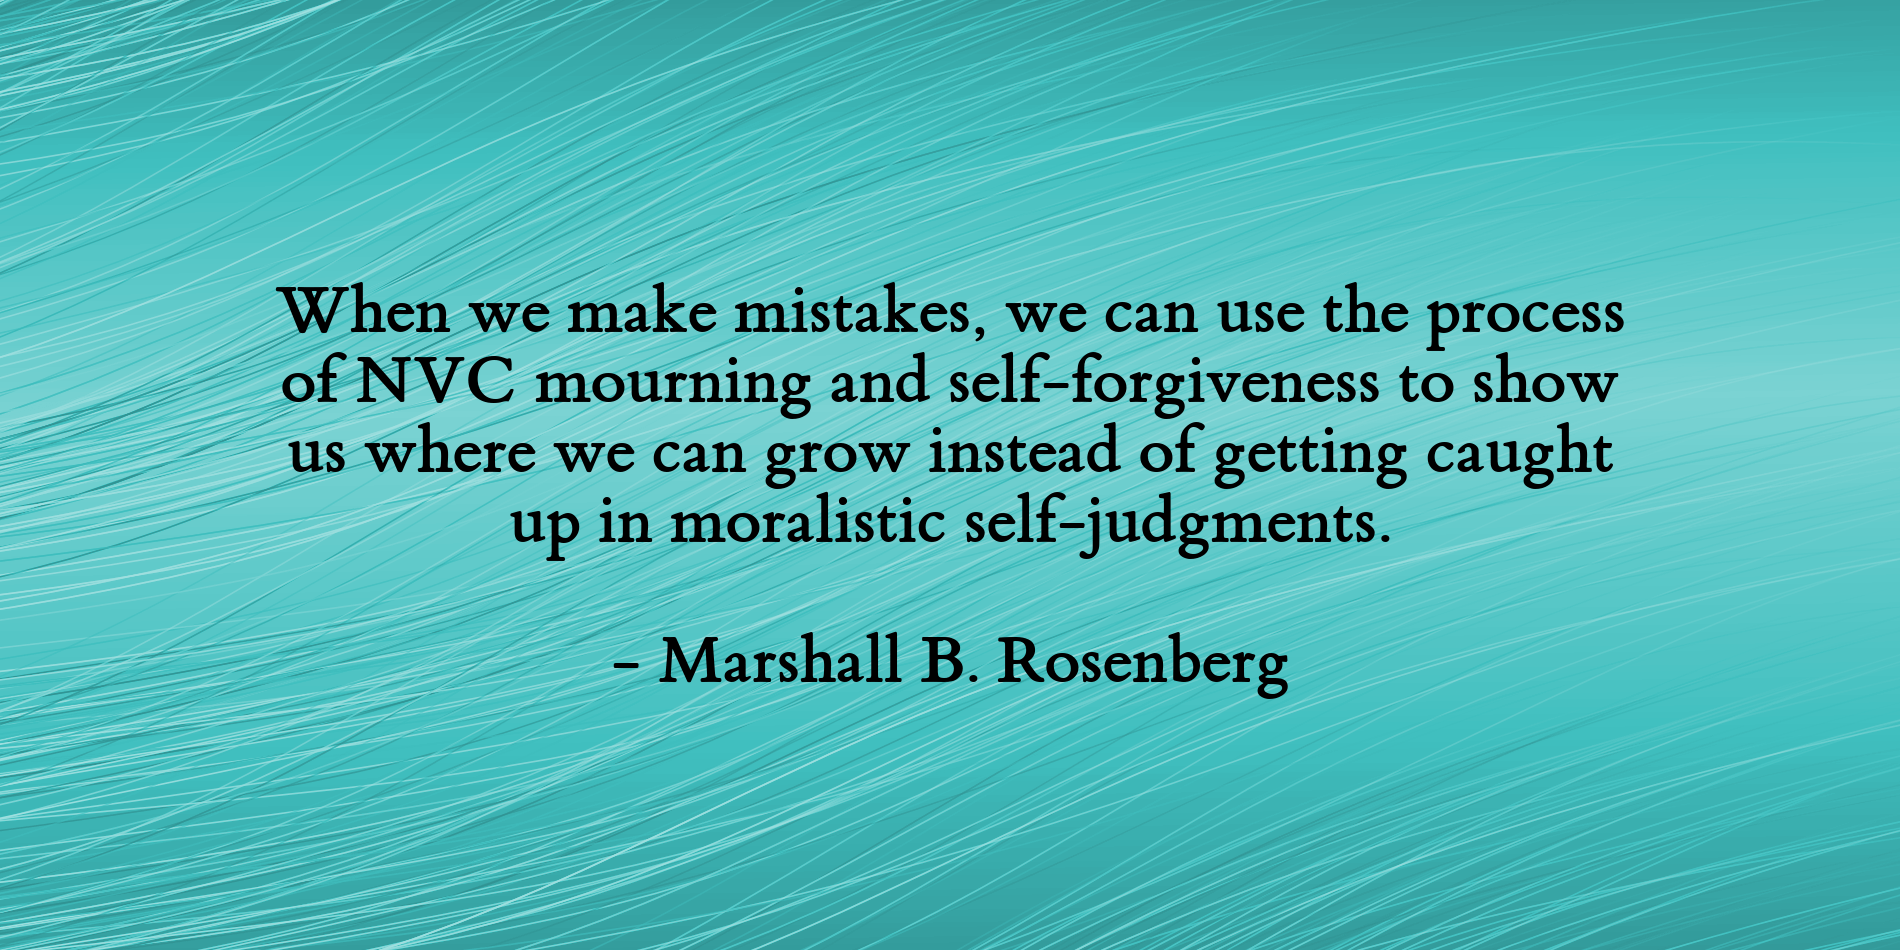 When we make mistakes, we can use the process
of NVC mourning and self-forgiveness to show
us where we can grow instead of getting caught
up in moralistic self-judgments.
- Marshall B. Rosenberg